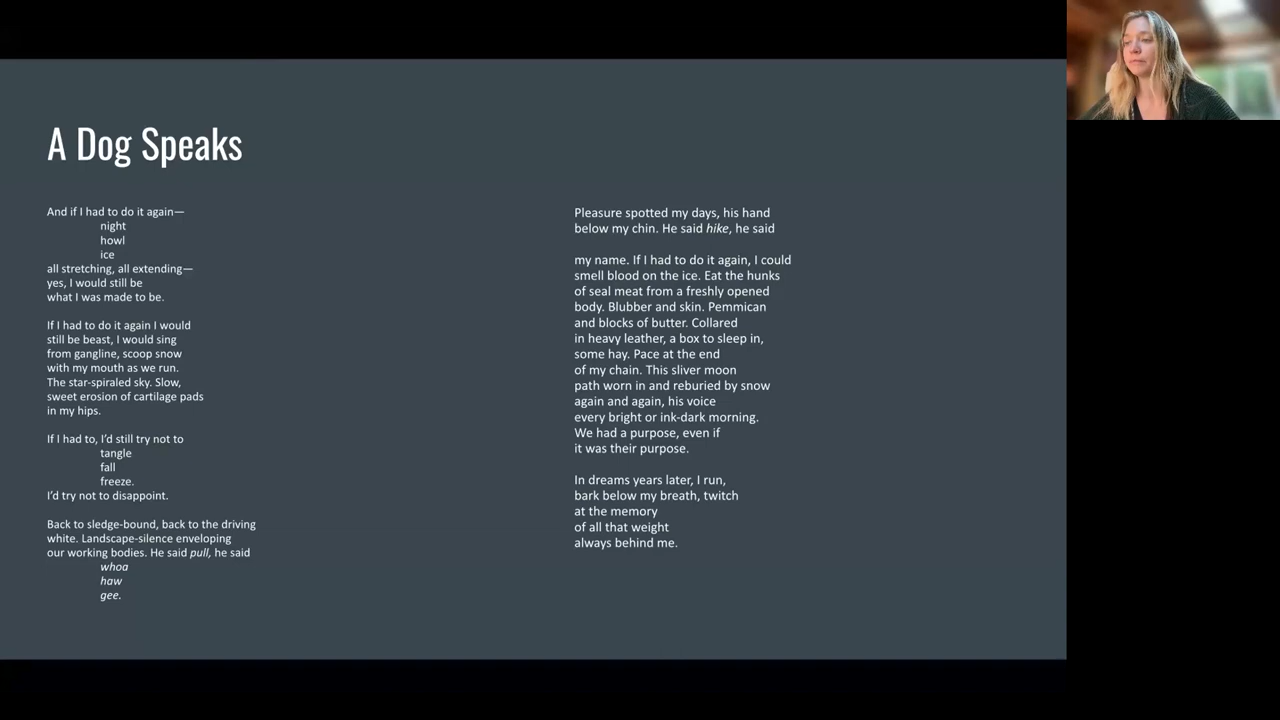 A Dog Speaks
And if I had to do it again—
night
howl
ice
all stretching, all extending—
yes, I would still be
what I was made to be.
If I had to do it again I would
still be beast, I would sing
from gangline, scoop snow
with my mouth as we run.
The star-spiraled sky. Slow,
sweet erosion of cartilage pads
in my hips.
If I had to, I'd still try not to
tangle
fall
freeze.
I'd try not to disappoint.
Back to sledge-bound, back to the driving
white. Landscape-silence enveloping
our working bodies. He said pull, he said
whoa
haw
gee.
Pleasure spotted my days, his hand
below my chin. He said hike, he said
my name. If I had to do it again, I could
smell blood on the ice. Eat the hunks
of seal meat from a freshly opened
body. Blubber and skin. Pemmican
and blocks of butter. Collared
in heavy leather, a box to sleep in,
some hay. Pace at the end
of my chain. This sliver moon
path worn in and reburied by snow
again and again, his voice
every bright or ink-dark morning.
We had a purpose, even if
it was their purpose.
In dreams years later, I run,
bark below my breath, twitch
at the memory
of all that weight
always behind me.